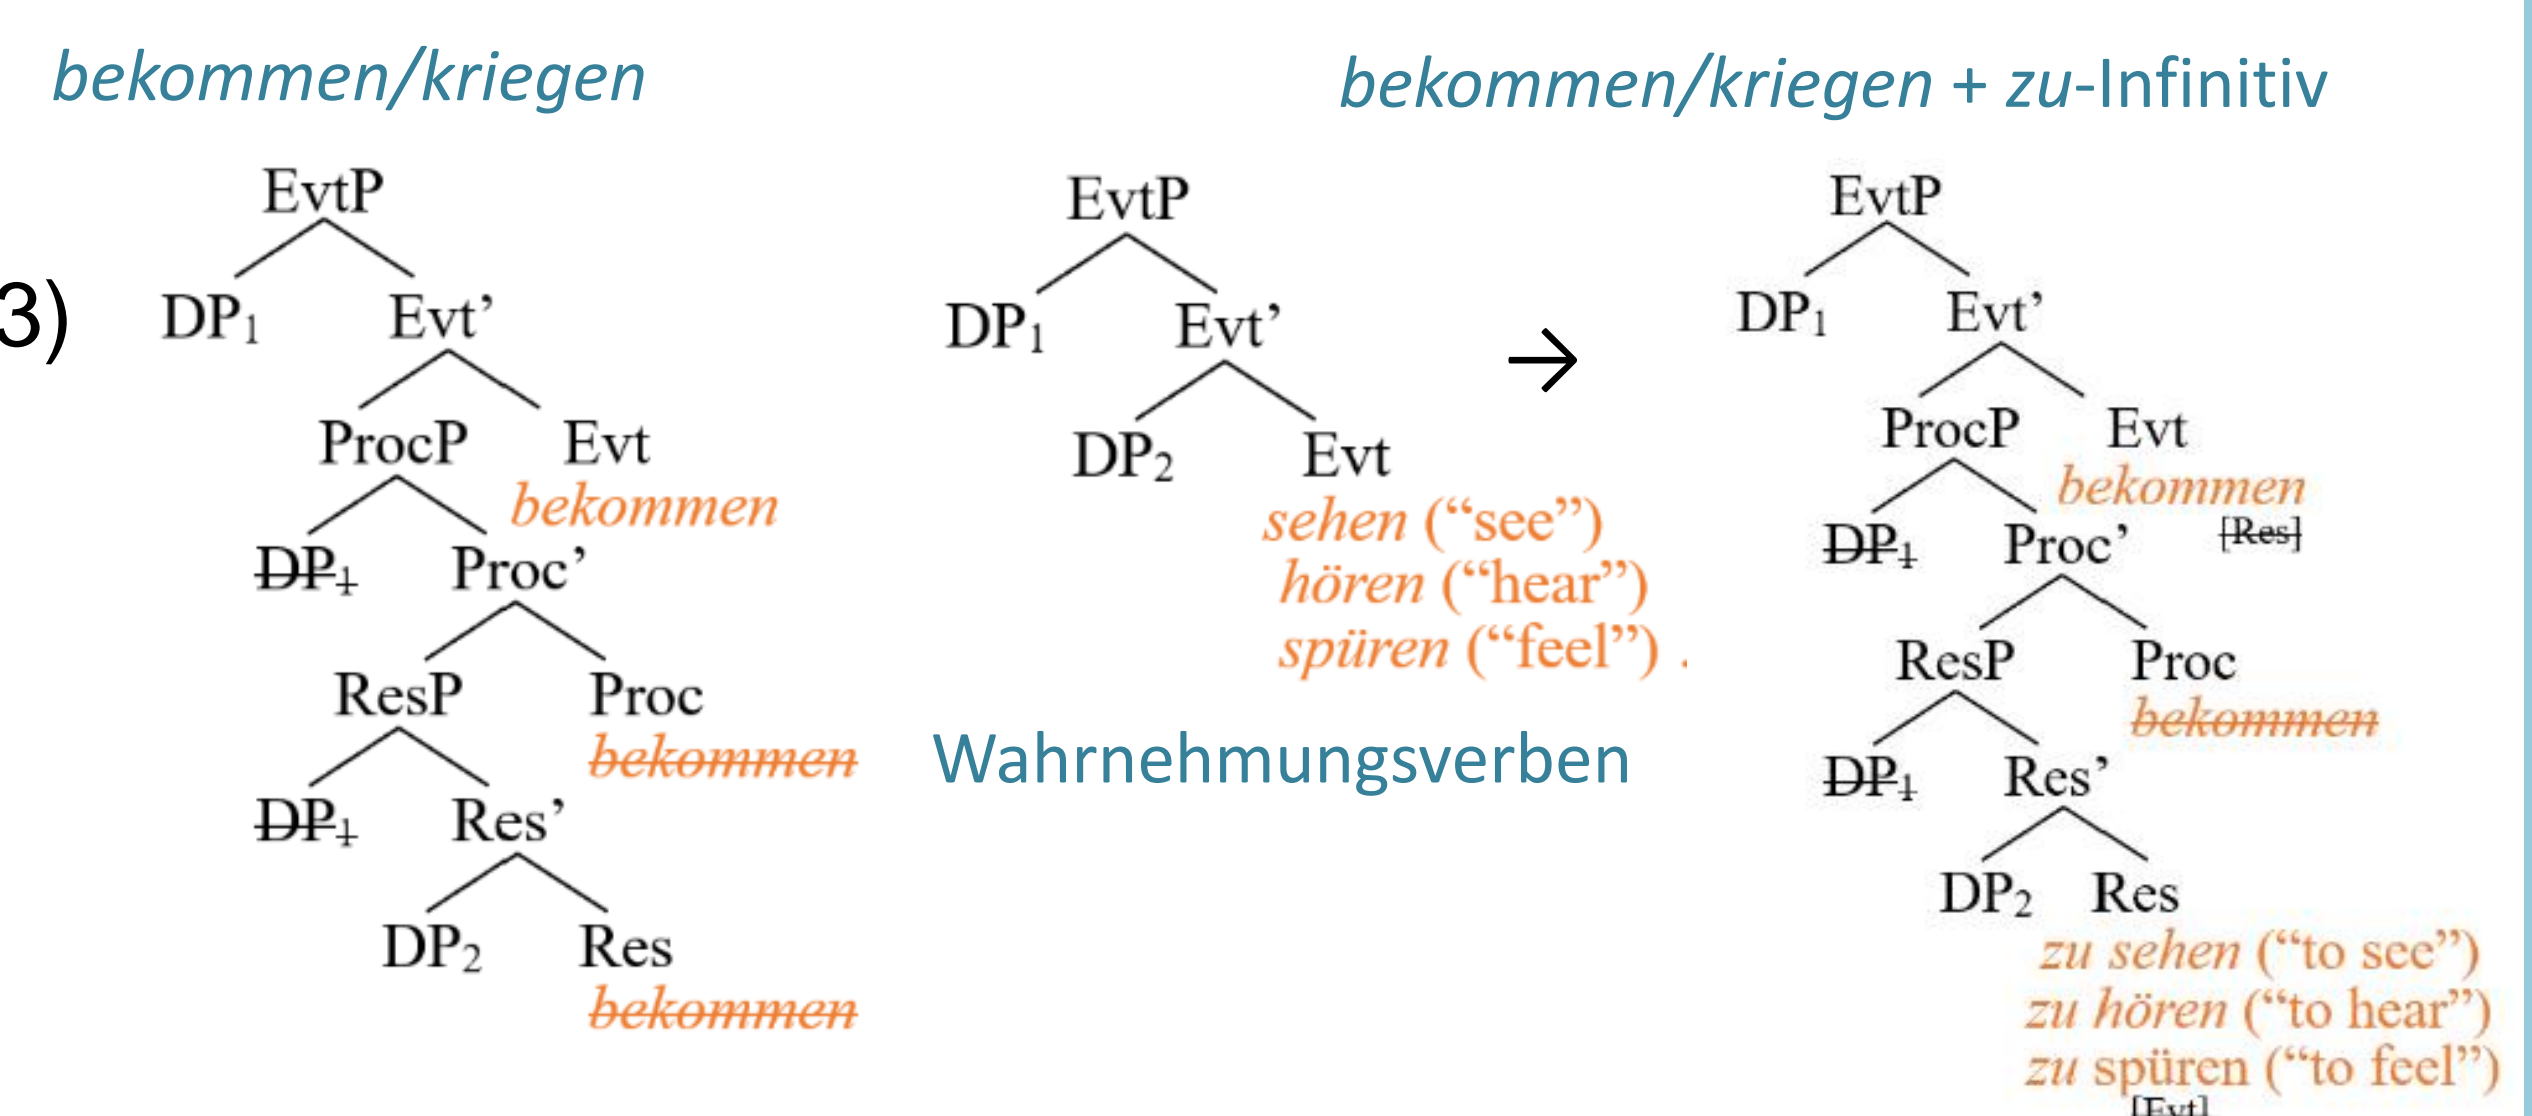 bekommen/kriegen
bekommen/kriegen + zu-Infinitiv
3)
EvtP
DP1 Evt’
ProcP Evt
bekommen
DP1 Proc’
ResP Proc
bekommen
DP1 Res’
DP2 Res
bekommen
EvtP
DP1 Evt’
DP2 Evt
sehen (“see”)
hören (“hear”)
spüren (“feel”) .
Wahrnehmungsverben
→
EvtP
DP1 Evt’
ProcP Evt
bekommen
[Res]
DP1 Proc’
ResP Proc
bekommen
DP1 Res’
DP2 Res
zu sehen (“to see”)
zu hören (“to hear”)
zu spüren (“to feel”)
[Evt]